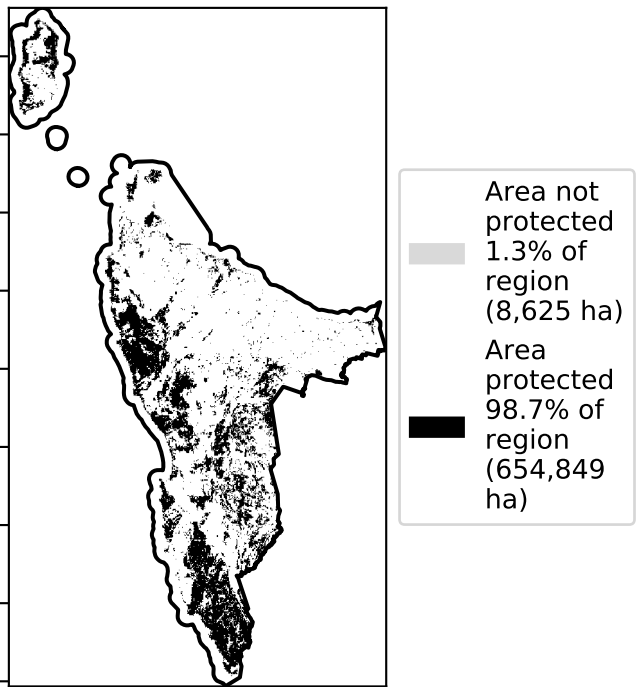 Area not
protected
1.3% of
region
(8,625 ha)
Area
protected
98.7% of
region
(654,849
ha)